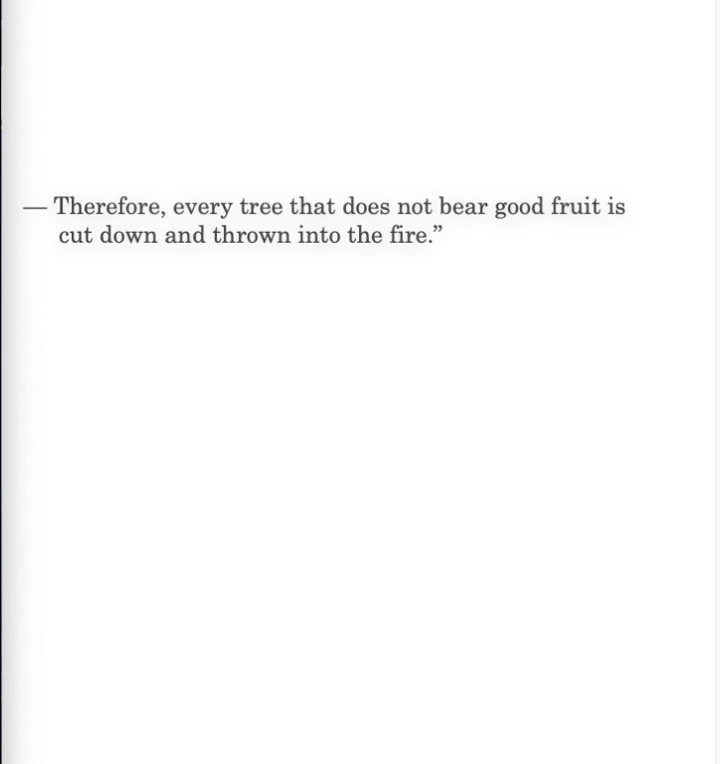 — Therefore, every tree that does not bear good fruit is
cut down and thrown into the fire.”